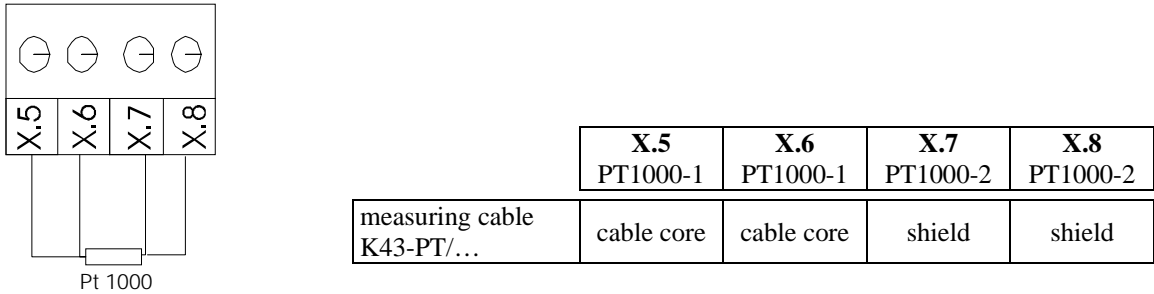 X.5 X.6 X.7 X.8
Pt 1000
X.5 X.6 X.7 X.8
PT1000-1 PT1000-1 PT1000-2 PT1000-2
measuring cable
K43-PT/… cable core cable core shield shield